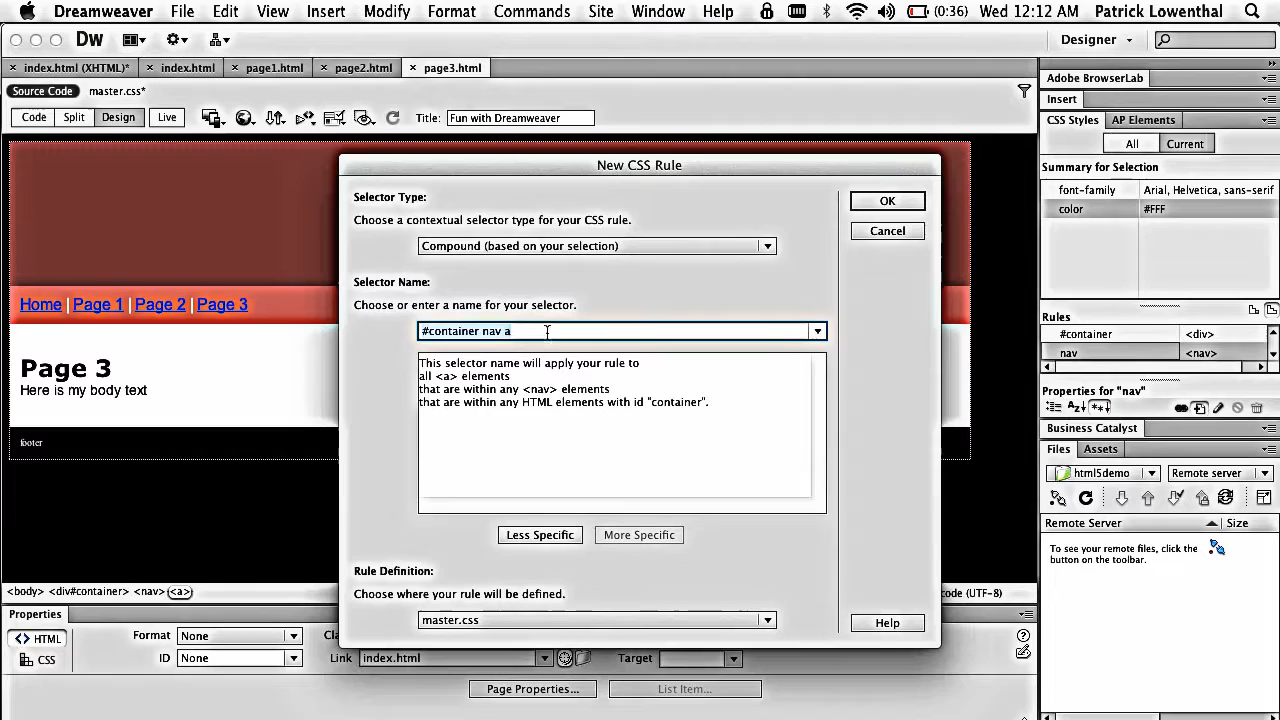 Dreamweaver File Edit View Insert Modify Format Commands Site Window Help (0:36) Wed 12:12 AM Patrick Lowenthal
Dw Designer
index.html (XHTML)* index.html page1.html page2.html page3.html
Source Code master.css*
Code Split Design Live Title: Fun with Dreamweaver
Home | Page 1 | Page 2 | Page 3
Page 3
Here is my body text
footer
New CSS Rule
Selector Type:
Choose a contextual selector type for your CSS rule.
Compound (based on your selection)
Selector Name:
Choose or enter a name for your selector.
#container nav a
This selector name will apply your rule to
all <a> elements
that are within any <nav> elements
that are within any HTML elements with id "container".
Less Specific More Specific
Rule Definition:
Choose where your rule will be defined.
master.css
OK
Cancel
Help
Adobe BrowserLab
Insert
CSS Styles AP Elements
All Current
Summary for Selection
font-family Arial, Helvetica, sans-serif
color #FFF
Rules
#container <div>
nav <nav>
Properties for "nav"
Business Catalyst
Files Assets
html5demo Remote server
Remote Server Size
To see your remote files, click the
button on the toolbar.
<body> <div#container> <nav> <a> code (UTF-8)
Properties
HTML Format None Cla
CSS ID None Link index.html Target
Page Properties... List Item...